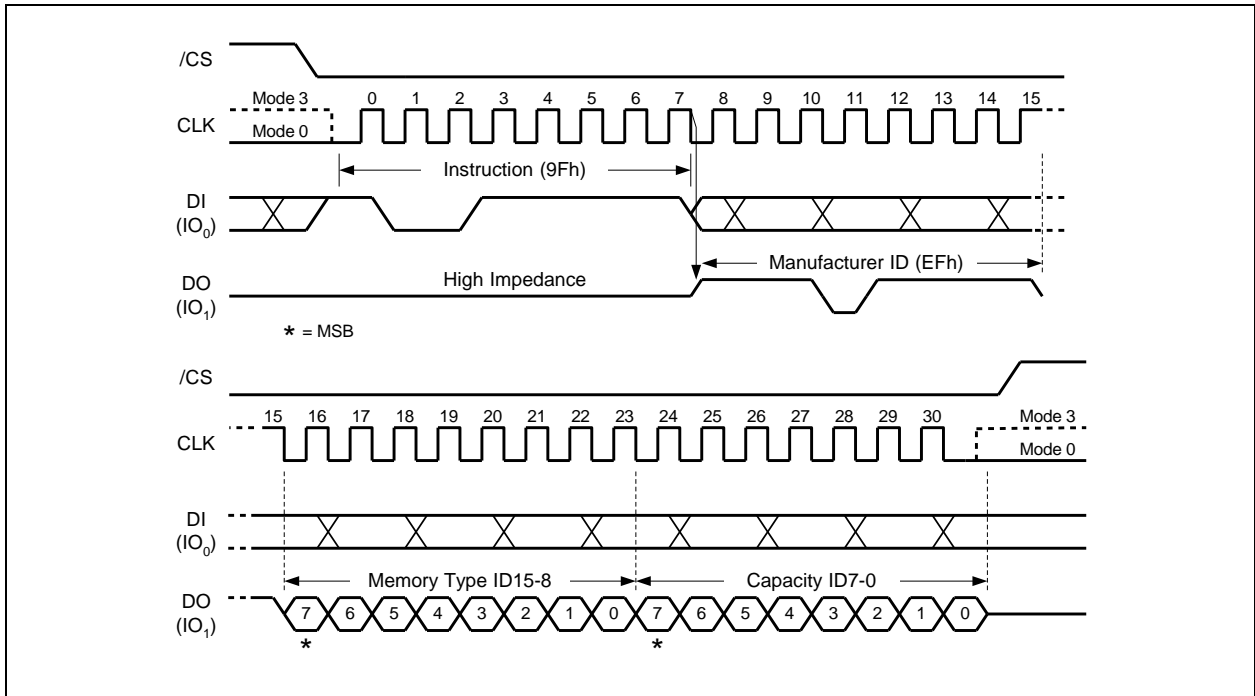 /CS
Mode 3 0 1 2 3 4 5 6 7 8 9 10 11 12 13 14 15
CLK
Mode 0
Instruction (9Fh)
DI
(IO0)
Manufacturer ID (EFh)
DO
(IO1)
High Impedance
* = MSB
/CS
15 16 17 18 19 20 21 22 23 24 25 26 27 28 29 30 Mode 3
CLK
Mode 0
DI
(IO0)
Memory Type ID15-8 Capacity ID7-0
DO
(IO1)
7 6 5 4 3 2 1 0 7 6 5 4 3 2 1 0
* *